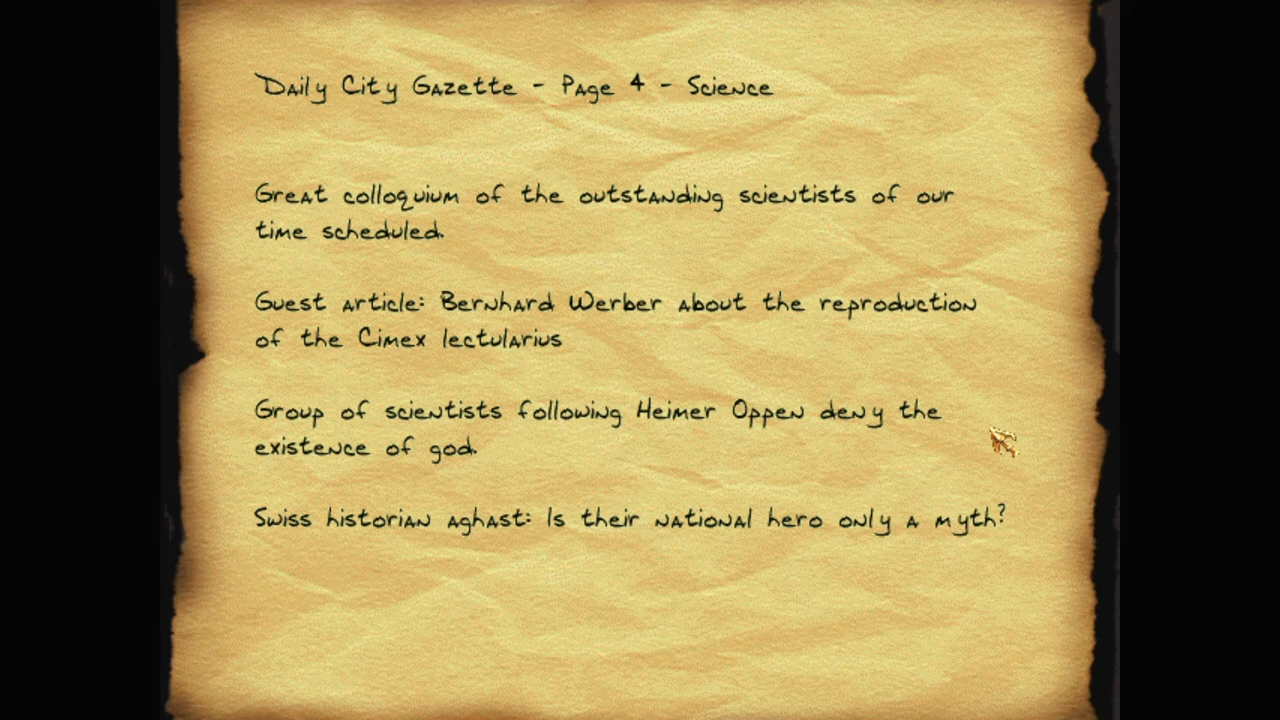 Daily City Gazette - Page 4 - Science
Great colloquium of the outstanding scientists of our
time scheduled.
Guest article: Bernhard Werber about the reproduction
of the Cimex lectularius
Group of scientists following Heimer Oppen deny the
existence of god.
Swiss historian aghast: Is their national hero only a myth?